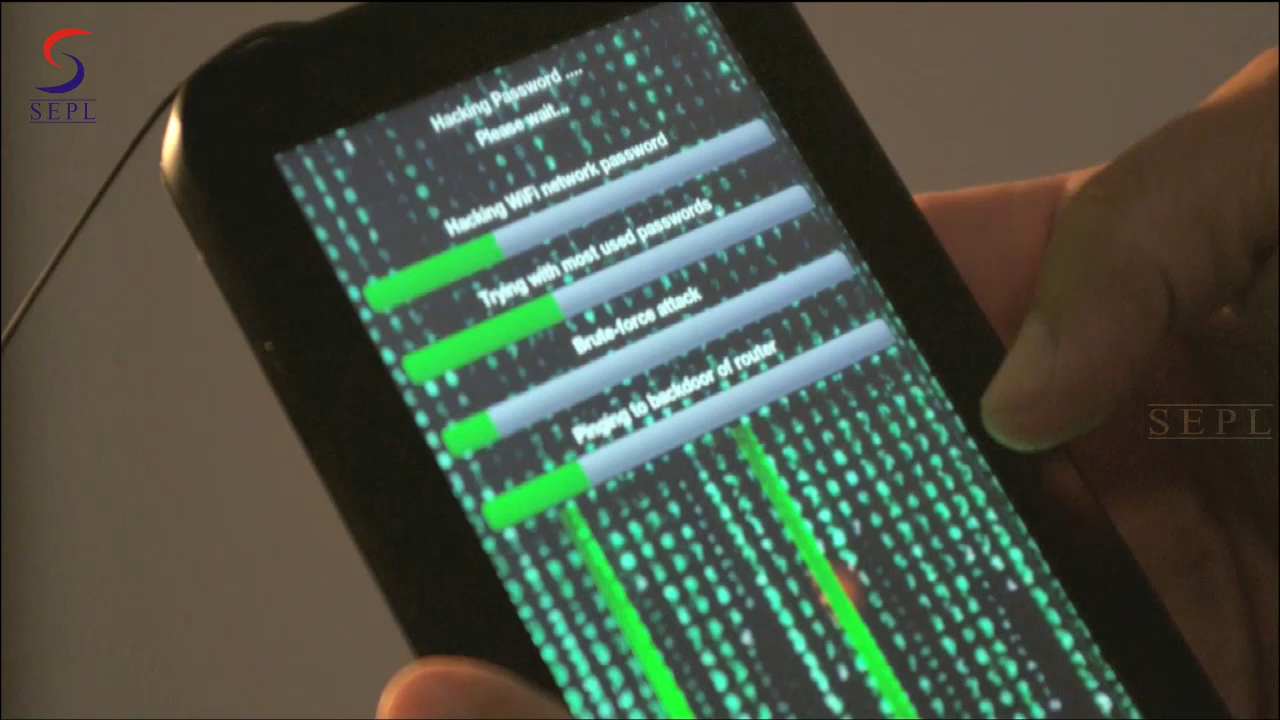 SEPL
Hacking Password ....
Please wait...
Hacking WiFi network password
Trying with most used passwords
Brute-force attack
Pinging to backdoor of router
SEPL